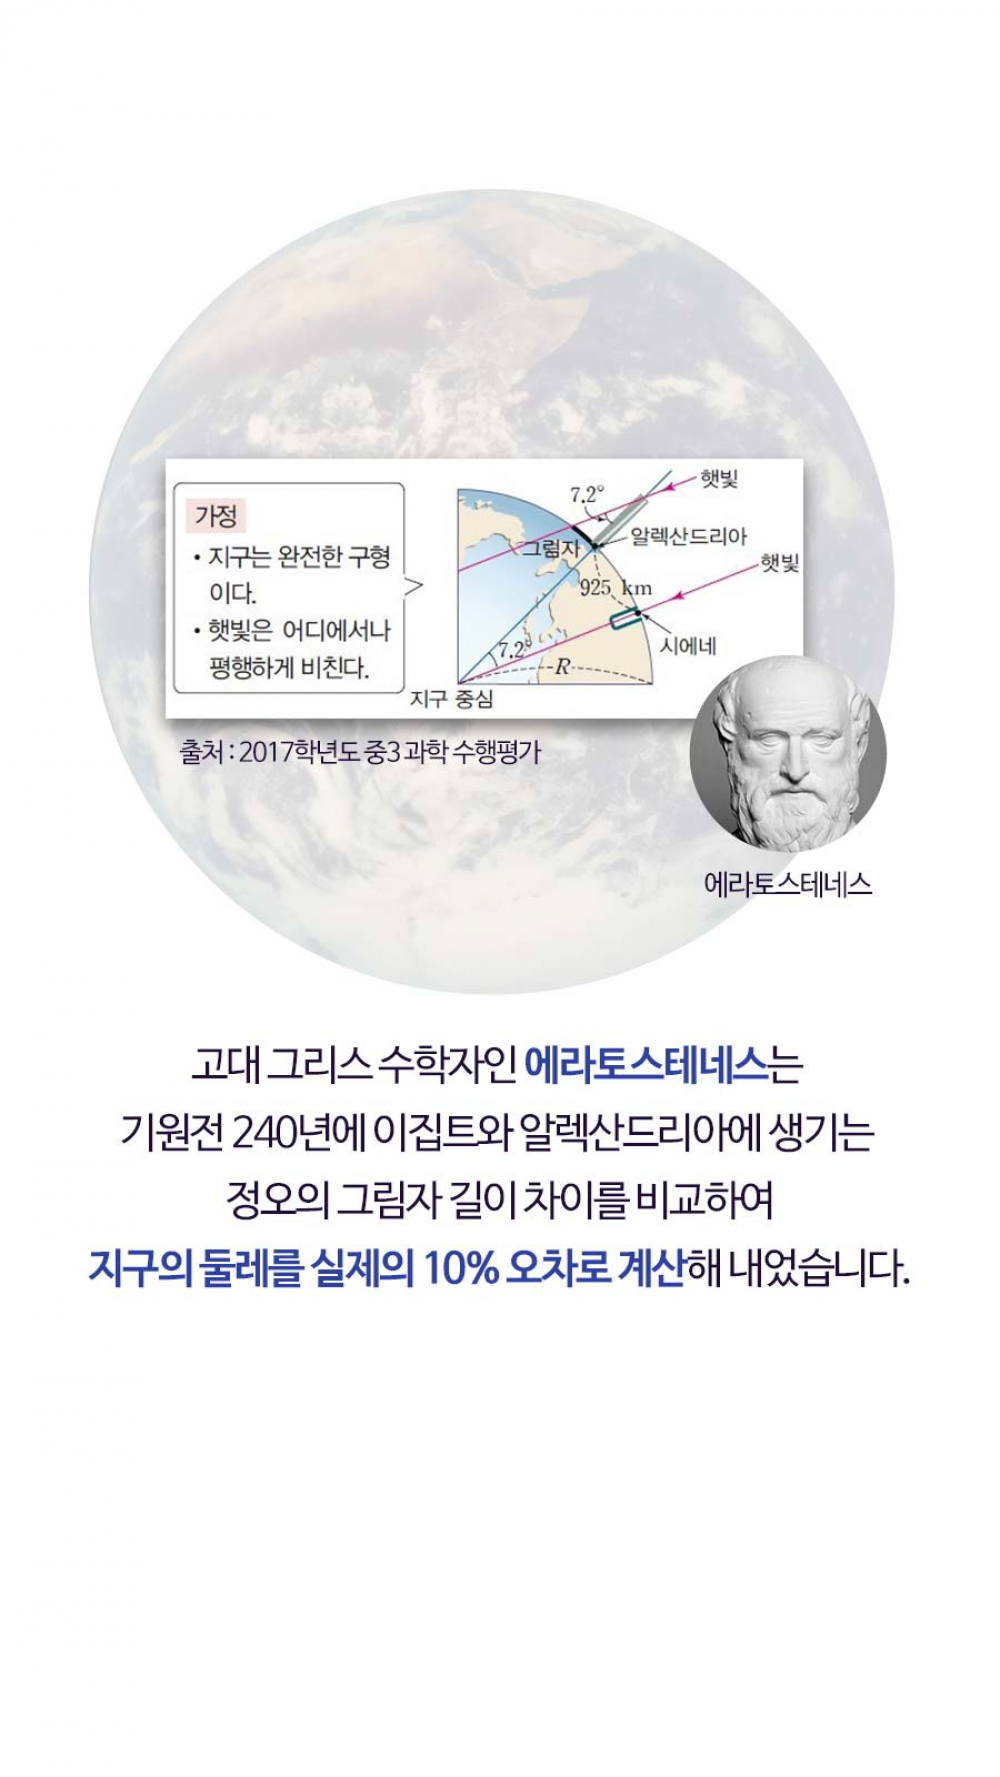 가정
• 지구는 완전한 구형
이다.
• 햇빛은 어디에서나
평행하게 비친다.
7.2°
햇빛
알렉산드리아
그림자
햇빛
925 km
시에네
7.2°
R
지구 중심
출처 : 2017학년도 중3 과학 수행평가
에라토스테네스
고대 그리스 수학자인 에라토스테네스는
기원전 240년에 이집트와 알렉산드리아에 생기는
정오의 그림자 길이 차이를 비교하여
지구의 둘레를 실제의 10% 오차로 계산해 내었습니다.